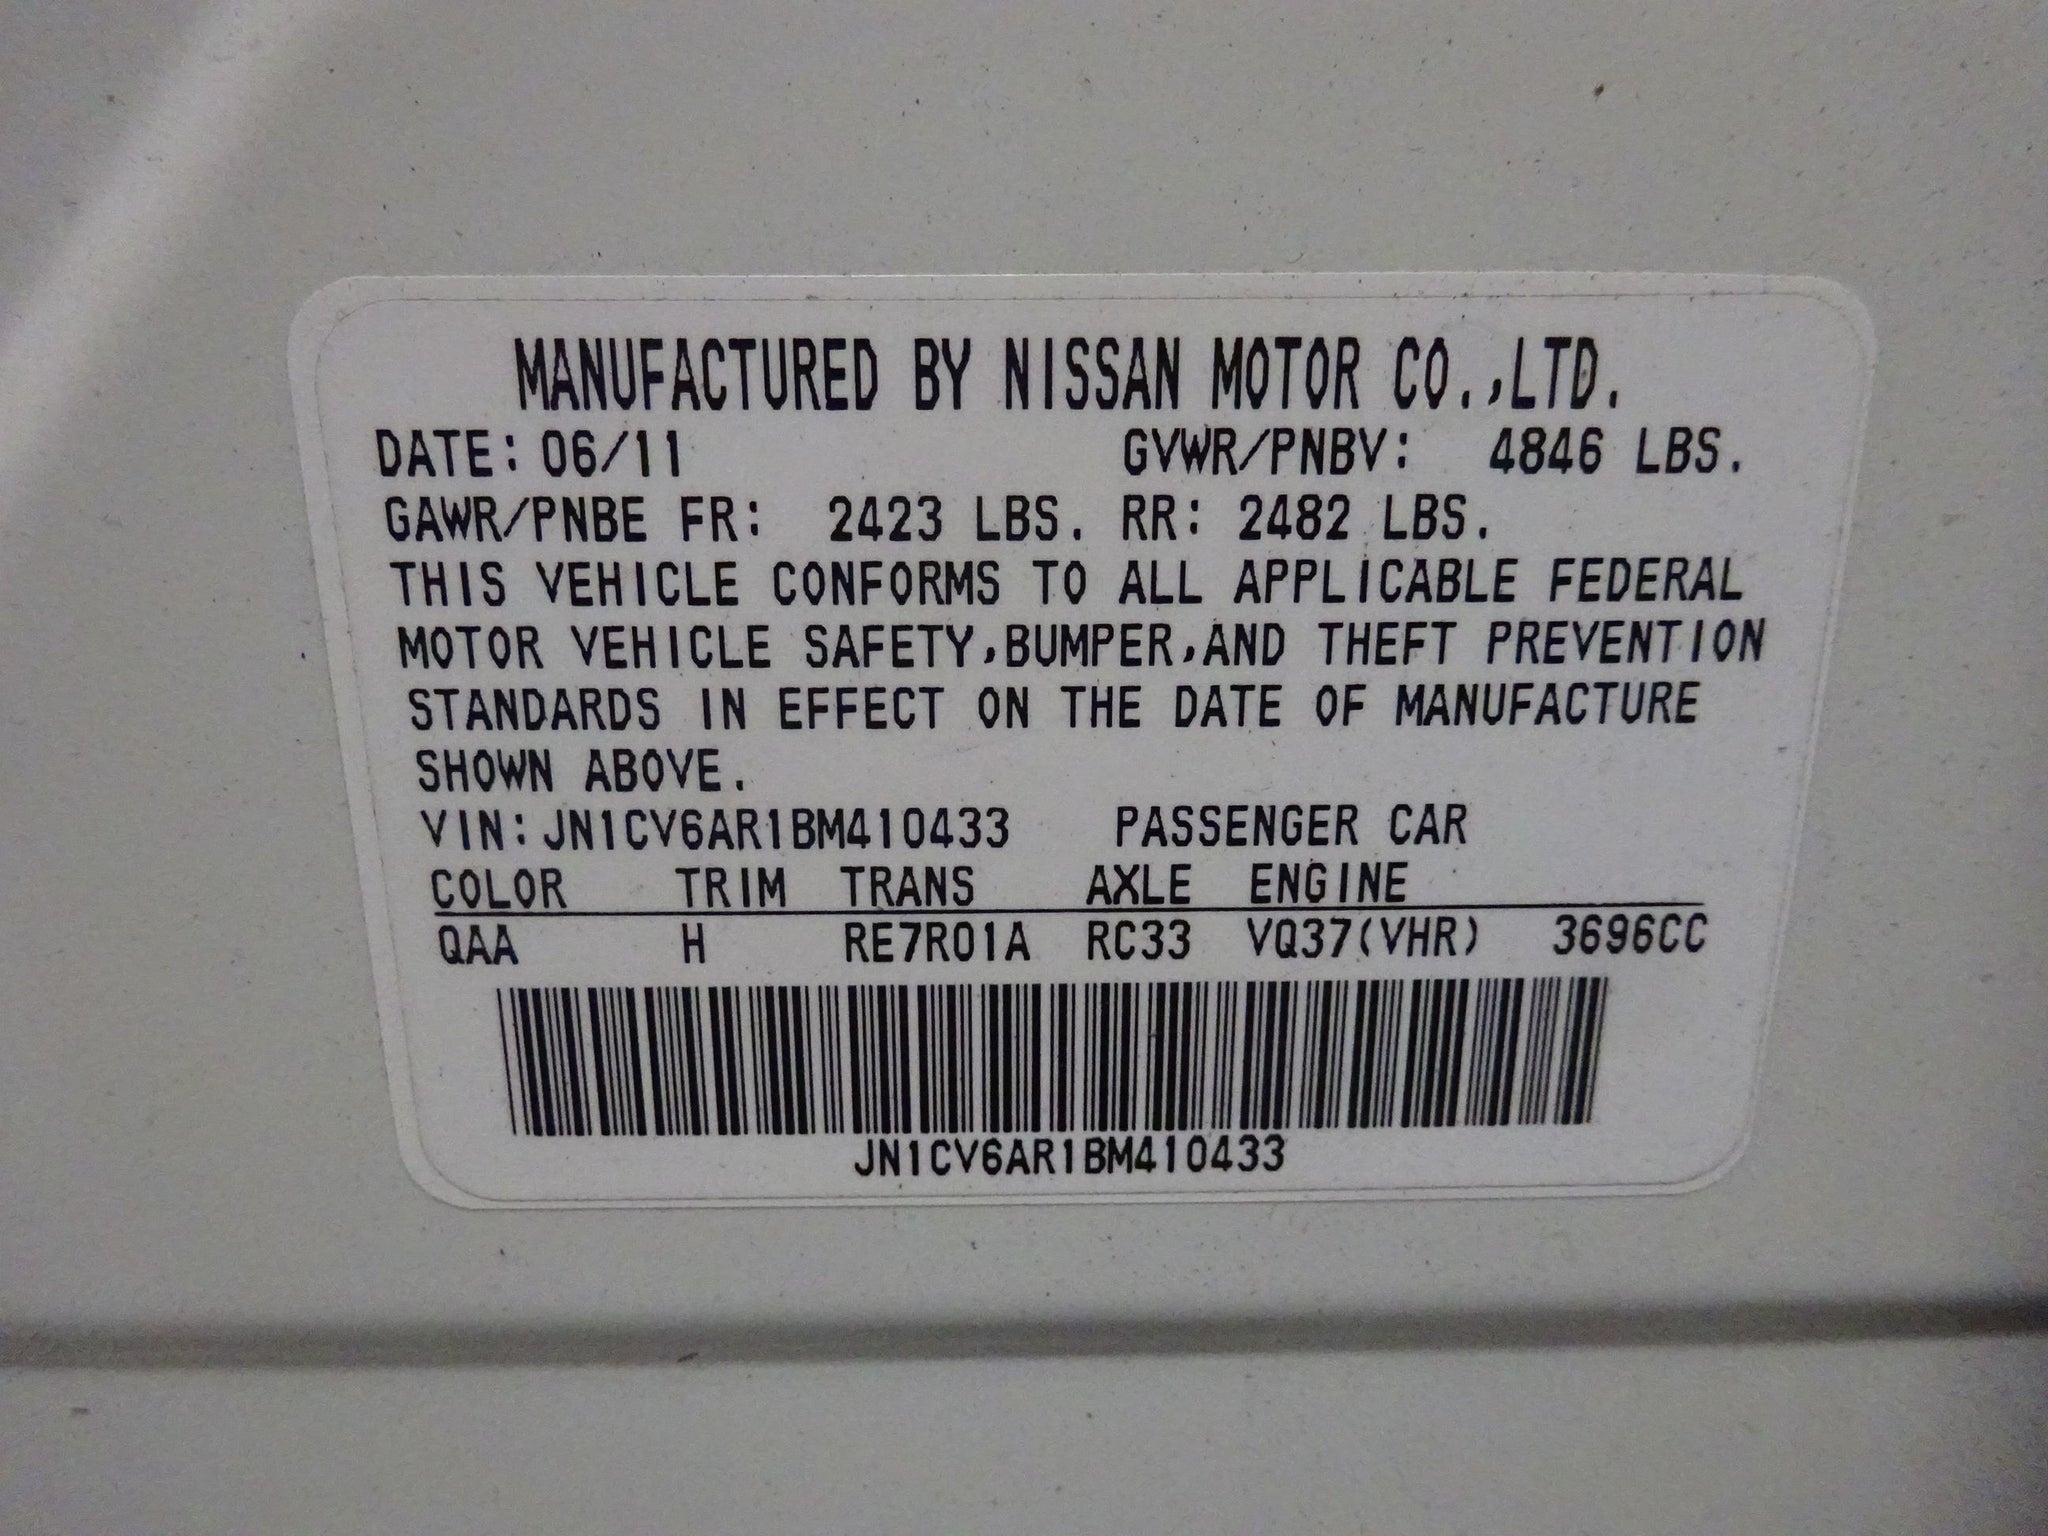 MANUFACTURED BY NISSAN MOTOR CO.,LTD.
DATE: 06/11 GVWR/PNBV: 4846 LBS.
GAWR/PNBE FR: 2423 LBS. RR: 2482 LBS.
THIS VEHICLE CONFORMS TO ALL APPLICABLE FEDERAL
MOTOR VEHICLE SAFETY,BUMPER,AND THEFT PREVENTION
STANDARDS IN EFFECT ON THE DATE OF MANUFACTURE
SHOWN ABOVE.
VIN:JN1CV6AR1BM410433 PASSENGER CAR
COLOR TRIM TRANS AXLE ENGINE
QAA H RE7R01A RC33 VQ37(VHR) 3696CC
JN1CV6AR1BM410433